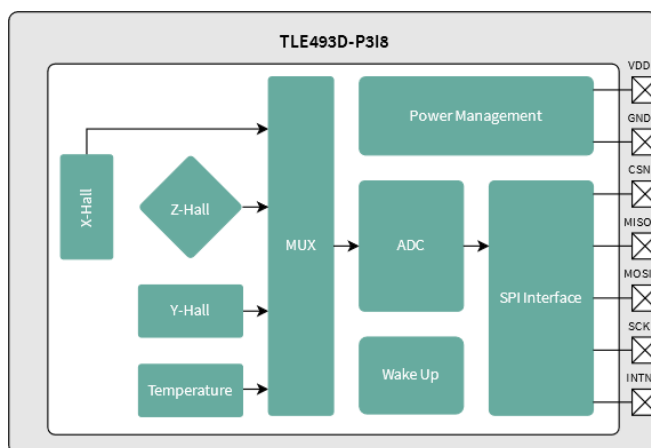 TLE493D-P3I8
VDD
Power Management
GND
CSN
X-Hall
Z-Hall
MUX
ADC
MISO
SPI Interface
MOSI
Y-Hall
SCK
Wake Up
Temperature
INTN